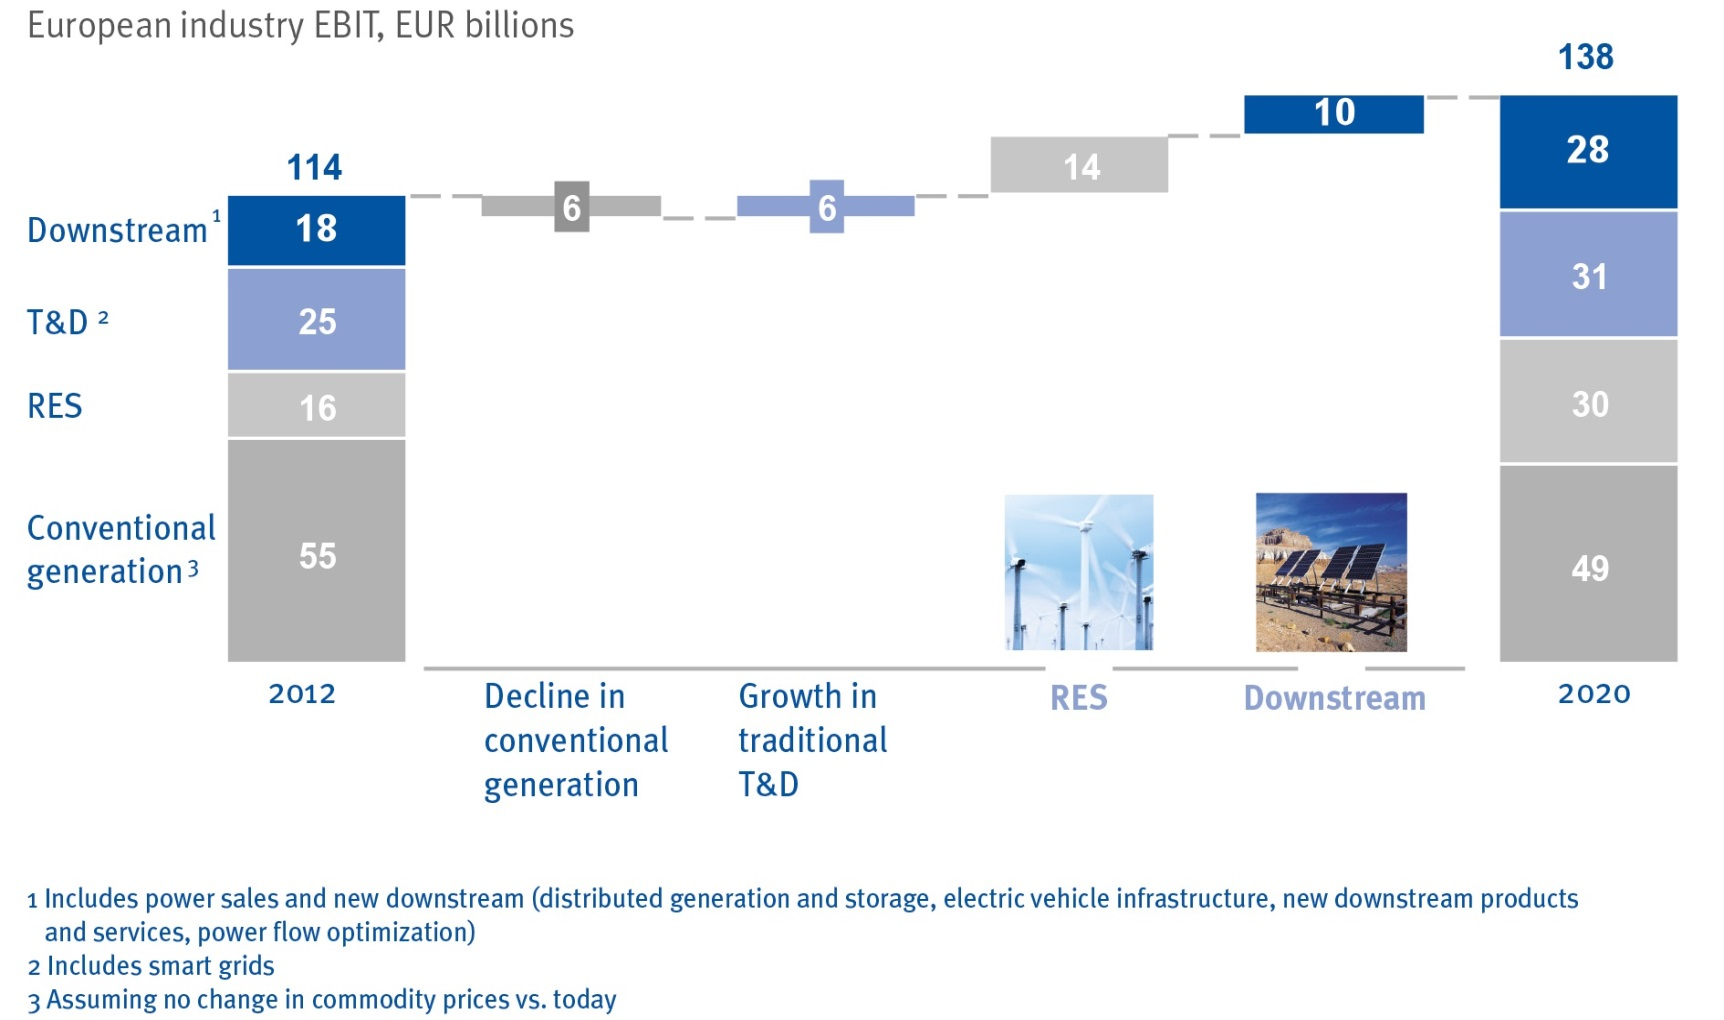 European industry EBIT, EUR billions
138
10
28
114
14
Downstream 1
18
6
6
31
T&D 2
25
RES
16
30
Conventional
generation 3
55
49
2012
Decline in
conventional
generation
Growth in
traditional
T&D
RES
Downstream
2020
1 Includes power sales and new downstream (distributed generation and storage, electric vehicle infrastructure, new downstream products
and services, power flow optimization)
2 Includes smart grids
3 Assuming no change in commodity prices vs. today